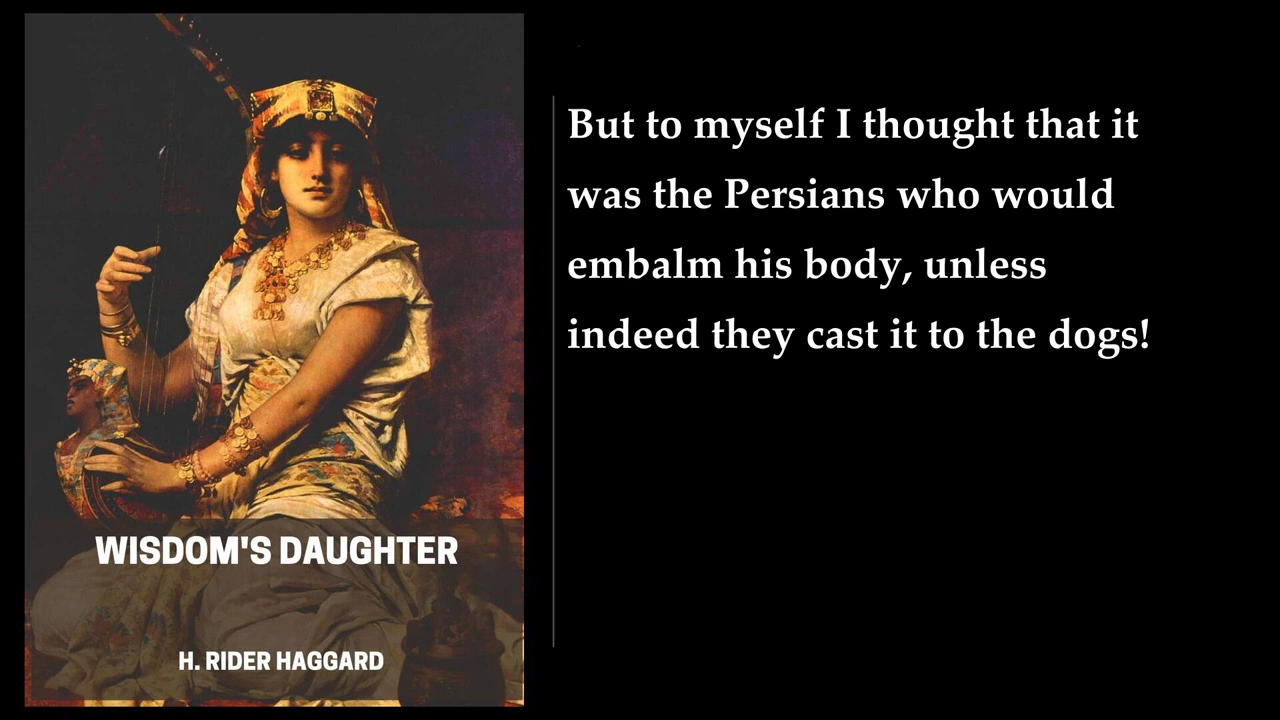 WISDOM'S DAUGHTER
H. RIDER HAGGARD
But to myself I thought that it
was the Persians who would
embalm his body, unless
indeed they cast it to the dogs!